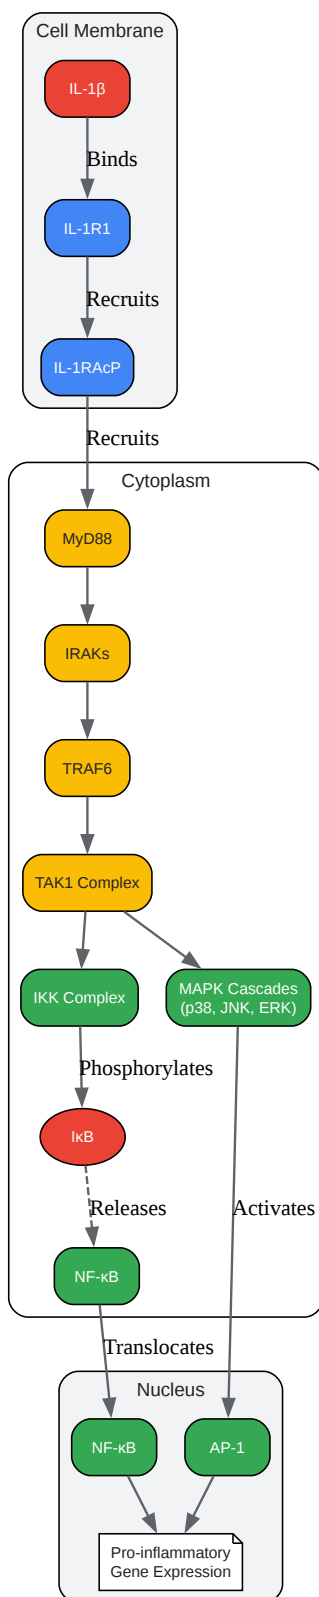 Cell Membrane
IL-1β
Binds
IL-1R1
Recruits
IL-1RAcP
Recruits
Cytoplasm
MyD88
IRAKs
TRAF6
TAK1 Complex
IKK Complex
MAPK Cascades
(p38, JNK, ERK)
Phosphorylates
IκB
Releases
Activates
NF-κB
Translocates
Nucleus
NF-κB
AP-1
Pro-inflammatory
Gene Expression